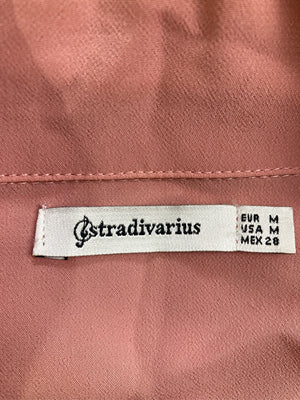 stradivarius
EUR M
USA M
MEX 28